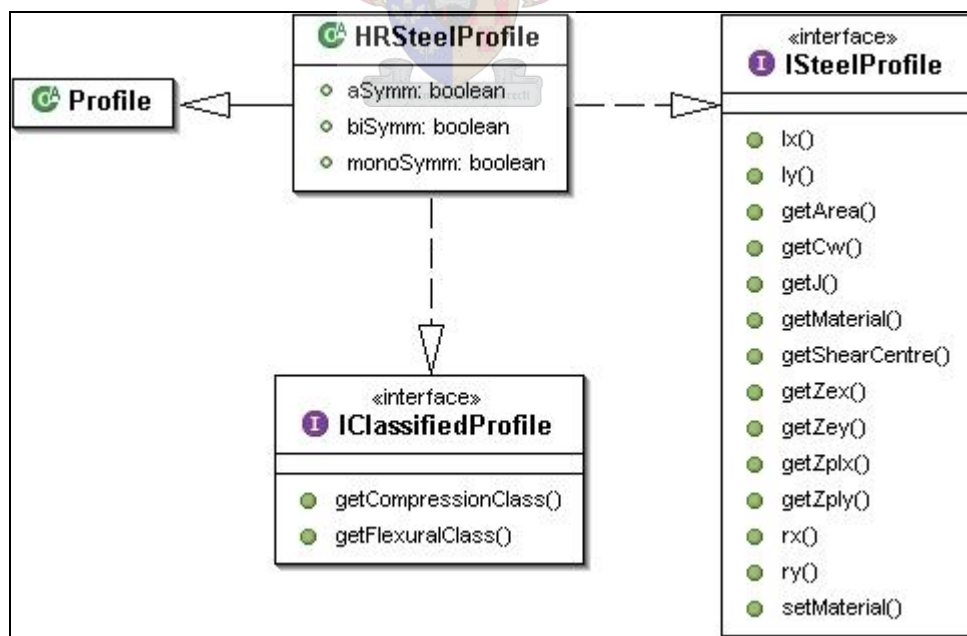 HRSteelProfile
aSymm: boolean
biSymm: boolean
monoSymm: boolean
Profile
«interface»
ISteelProfile
Ix()
Iy()
getArea()
getCw()
getJ()
getMaterial()
getShearCentre()
getZex()
getZey()
getZplx()
getZply()
rx()
ry()
setMaterial()
«interface»
IClassifiedProfile
getCompressionClass()
getFlexuralClass()